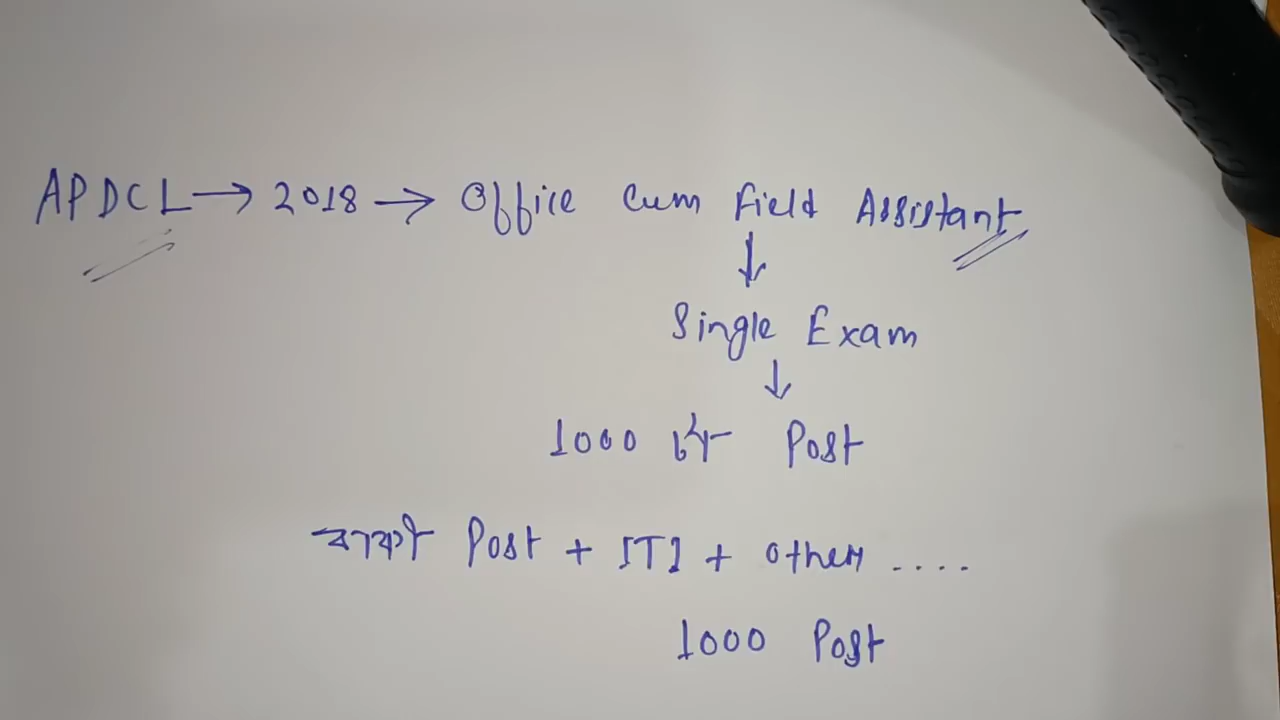 APDCL → 2018 → Office Cum Field Assistant
↓
Single Exam
↓
1000 টা Post
বাকী Post + ITI + other ....
1000 Post